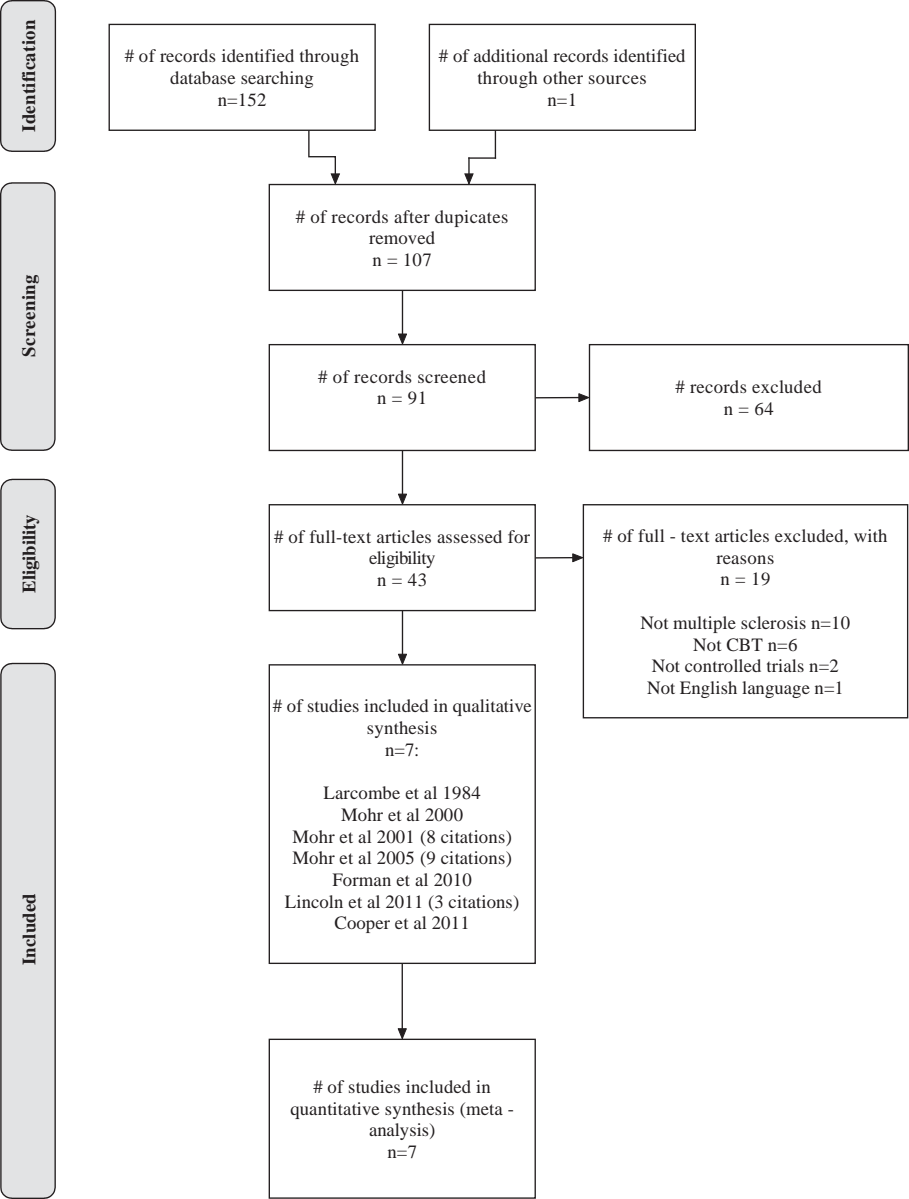 Identification
# of records identified through
database searching
n=152
# of additional records identified
through other sources
n=1
Screening
# of records after dupicates
removed
n = 107
# of records screened
n = 91
# records excluded
n = 64
Eligibility
# of full-text articles assessed for
eligibility
n = 43
# of full - text articles excluded, with
reasons
n = 19
Not multiple sclerosis n=10
Not CBT n=6
Not controlled trials n=2
Not English language n=1
Included
# of studies included in qualitative
synthesis
n=7:
Larcombe et al 1984
Mohr et al 2000
Mohr et al 2001 (8 citations)
Mohr et al 2005 (9 citations)
Forman et al 2010
Lincoln et al 2011 (3 citations)
Cooper et al 2011
# of studies included in
quantitative synthesis (meta -
analysis)
n=7